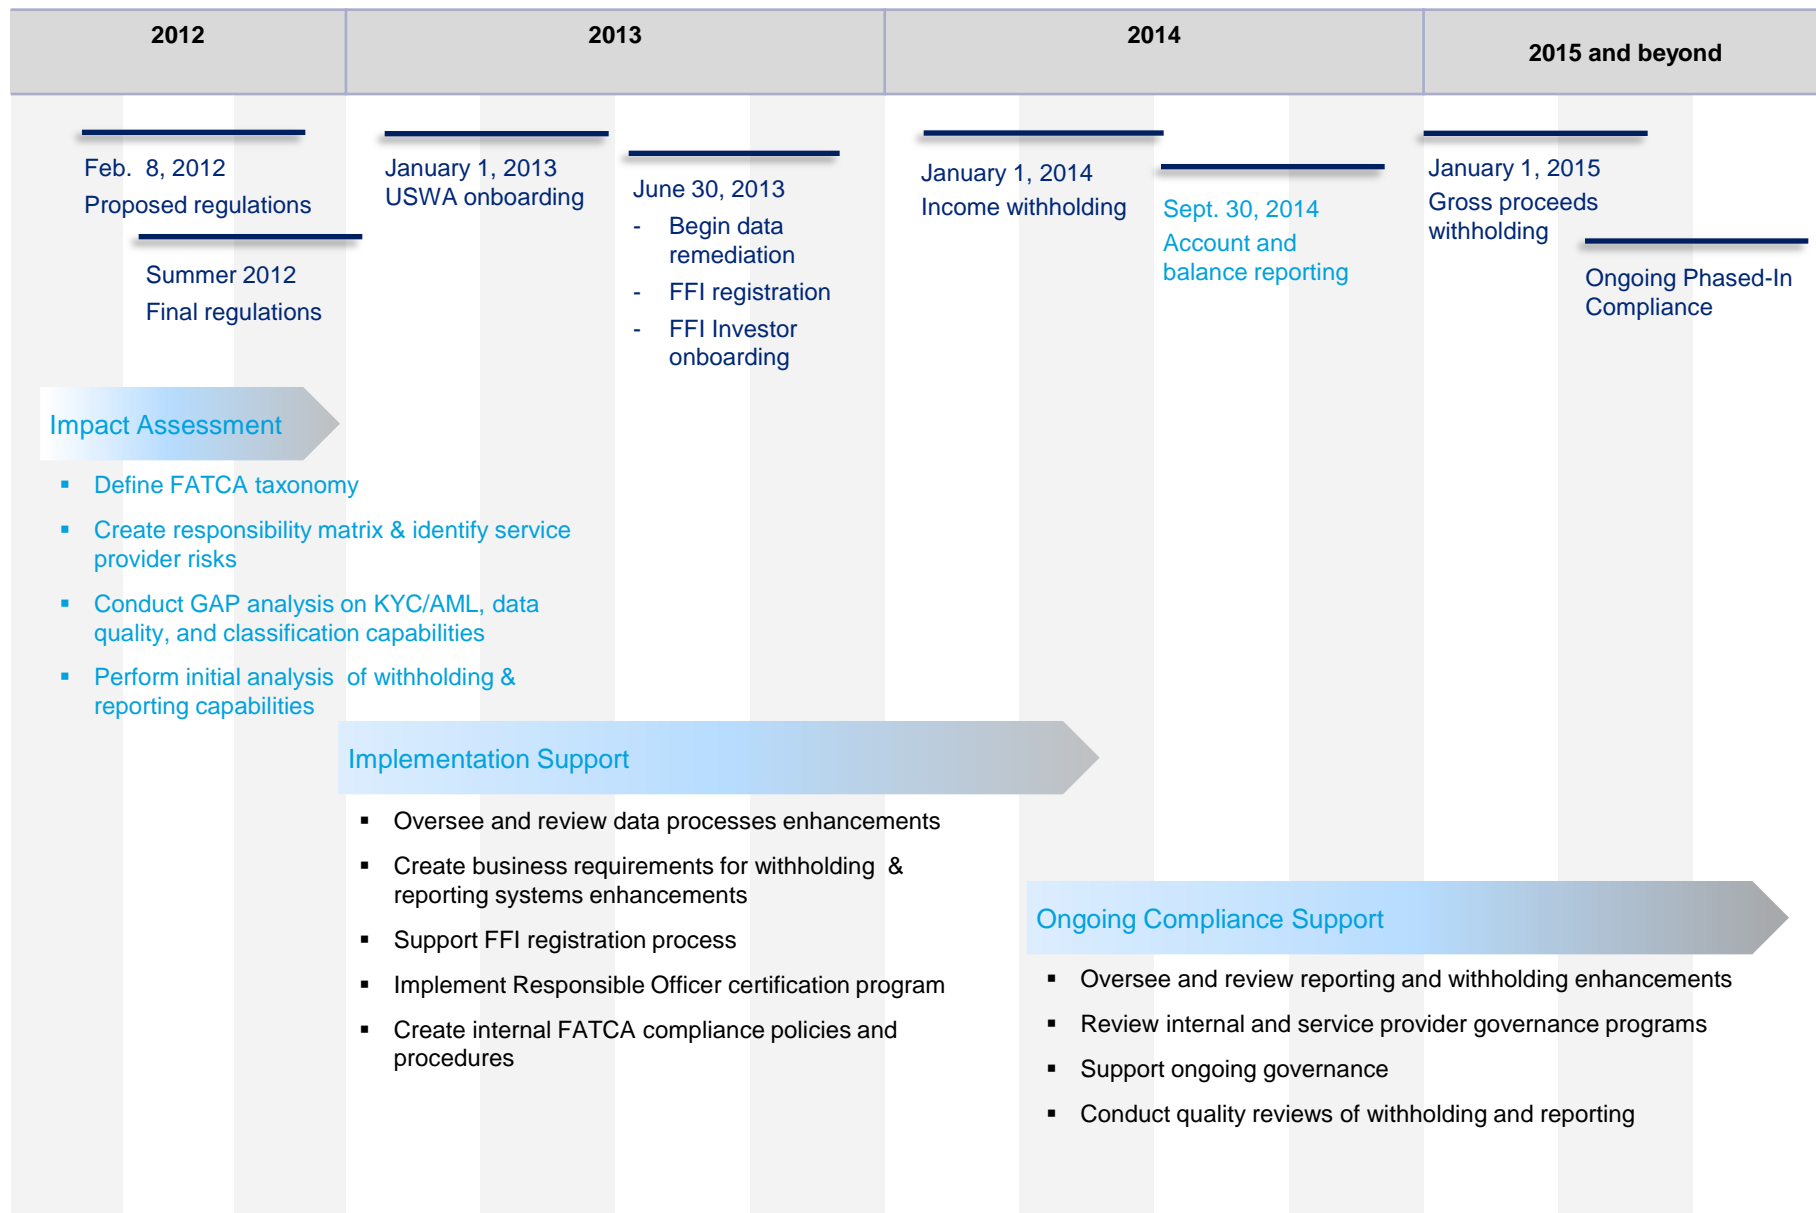 2012
2013
2014
2015 and beyond
Feb.  8, 2012
Proposed regulations
Summer 2012
Final regulations
January 1, 2013
USWA onboarding
June 30, 2013
- Begin data
remediation
- FFI registration
- FFI Investor
onboarding
January 1, 2014
Income withholding
Sept. 30, 2014
Account and
balance reporting
January 1, 2015
Gross proceeds
withholding
Ongoing Phased-In
Compliance
Impact Assessment
▪ Define FATCA taxonomy
▪ Create responsibility matrix & identify service
provider risks
▪ Conduct GAP analysis on KYC/AML, data
quality, and classification capabilities
▪ Perform initial analysis  of withholding &
reporting capabilities
Implementation Support
▪ Oversee and review data processes enhancements
▪ Create business requirements for withholding  &
reporting systems enhancements
▪ Support FFI registration process
▪ Implement Responsible Officer certification program
▪ Create internal FATCA compliance policies and
procedures
Ongoing Compliance Support
▪ Oversee and review reporting and withholding enhancements
▪ Review internal and service provider governance programs
▪ Support ongoing governance
▪ Conduct quality reviews of withholding and reporting